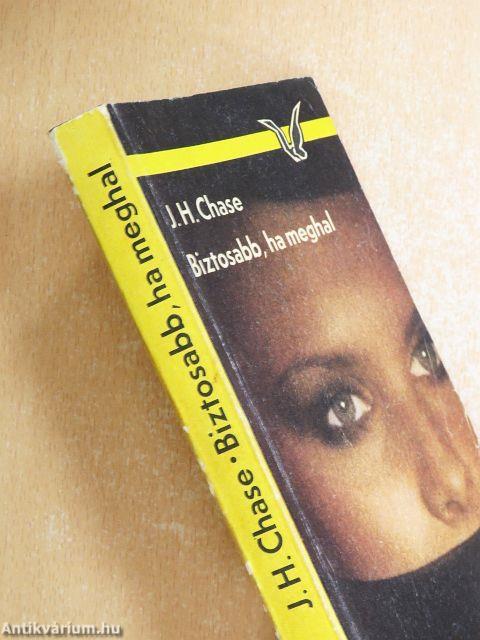 J.H. Chase
Biztosabb, ha meghal
J.H. Chase • Biztosabb, ha meghal
Antikvárium.hu